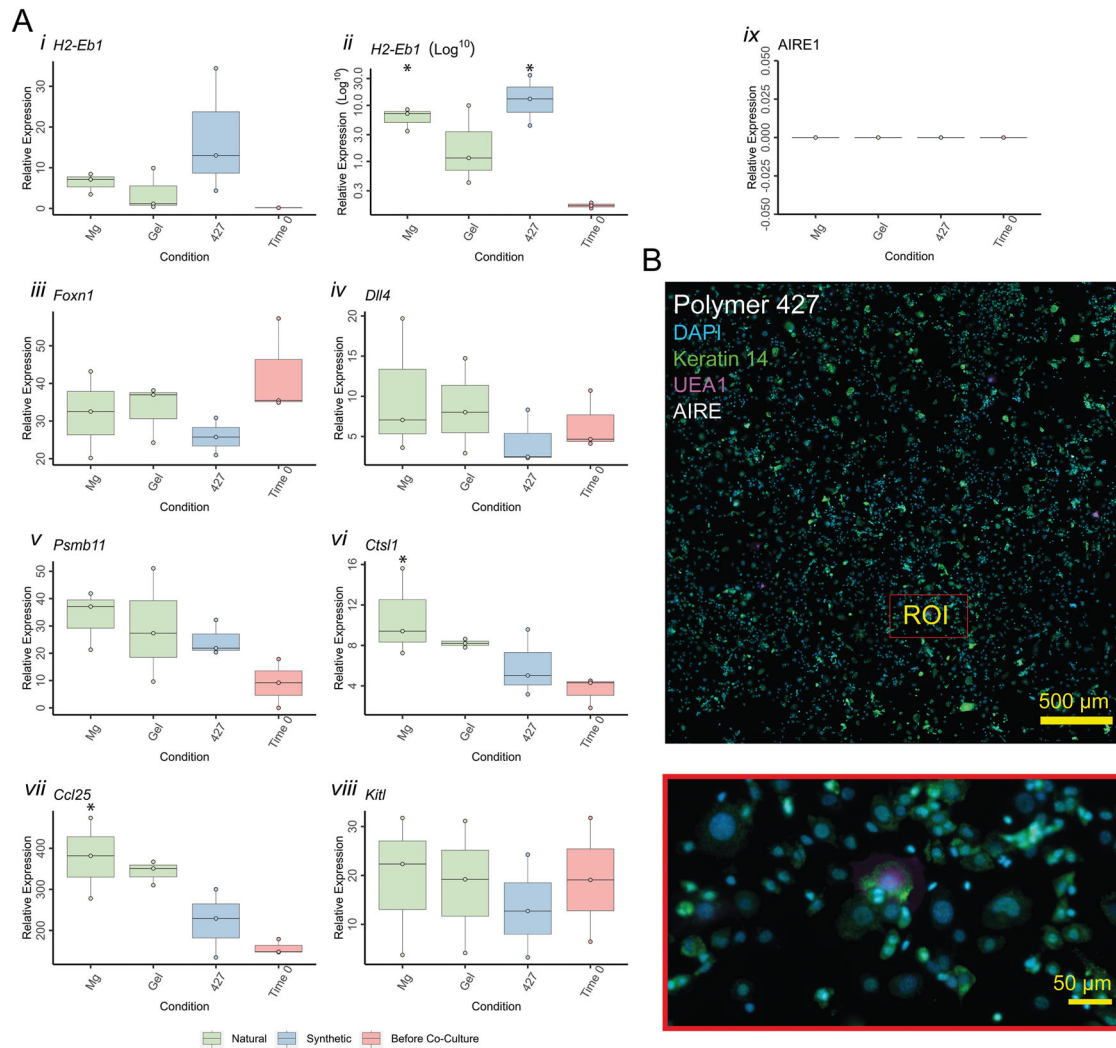 A
i H2-Eb1
Relative Expression
0 10 20 30
Mg Gel 427 Time 0
Condition
ii H2-Eb1 (Log10)
Relative Expression (Log10)
0.3 1.0 3.0 10.0 30.0
* *
Mg Gel 427 Time 0
Condition
ix AIRE1
Relative Expression
-0.050 -0.025 0.000 0.025 0.050
Mg Gel 427 Time 0
Condition
iii Foxn1
Relative Expression
20 30 40 50
Mg Gel 427 Time 0
Condition
iv Dll4
Relative Expression
5 10 15 20
Mg Gel 427 Time 0
Condition
v Psmb11
Relative Expression
0 10 20 30 40 50
Mg Gel 427 Time 0
Condition
vi Ctsl1
Relative Expression
4 8 12 16
*
Mg Gel 427 Time 0
Condition
vii Ccl25
Relative Expression
200 300 400
*
Mg Gel 427 Time 0
Condition
viii Kitl
Relative Expression
10 20 30
Mg Gel 427 Time 0
Condition
Natural Synthetic Before Co-Culture
B
Polymer 427
DAPI
Keratin 14
UEA1
AIRE
ROI
500 µm
50 µm